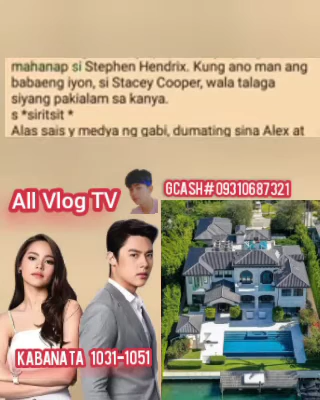 mahanap si Stephen Hendrix. Kung ano man ang
babaeng iyon, si Stacey Cooper, wala talaga
siyang pakialam sa kanya.
s *siritsit *
Alas sais y medya ng gabi, dumating sina Alex at
All Vlog TV
GCASH# 09310687321
KABANATA 1031-1051